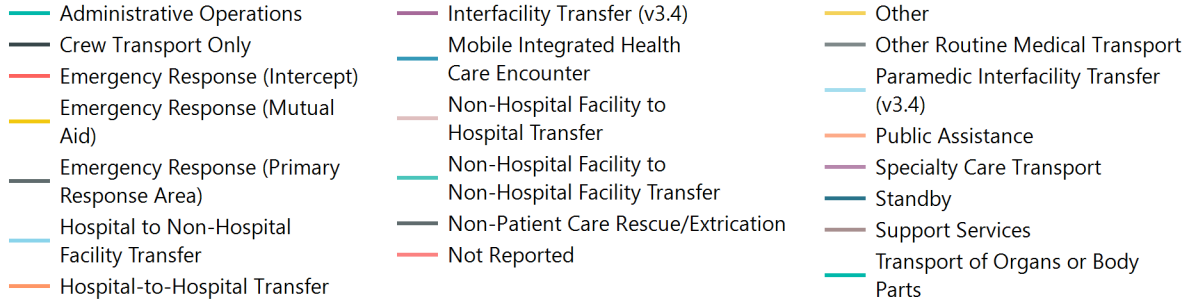 Administrative Operations
Crew Transport Only
Emergency Response (Intercept)
Emergency Response (Mutual
Aid)
Emergency Response (Primary
Response Area)
Hospital to Non-Hospital
Facility Transfer
Hospital-to-Hospital Transfer
Interfacility Transfer (v3.4)
Mobile Integrated Health
Care Encounter
Non-Hospital Facility to
Hospital Transfer
Non-Hospital Facility to
Non-Hospital Facility Transfer
Non-Patient Care Rescue/Extrication
Not Reported
Other
Other Routine Medical Transport
Paramedic Interfacility Transfer
(v3.4)
Public Assistance
Specialty Care Transport
Standby
Support Services
Transport of Organs or Body
Parts